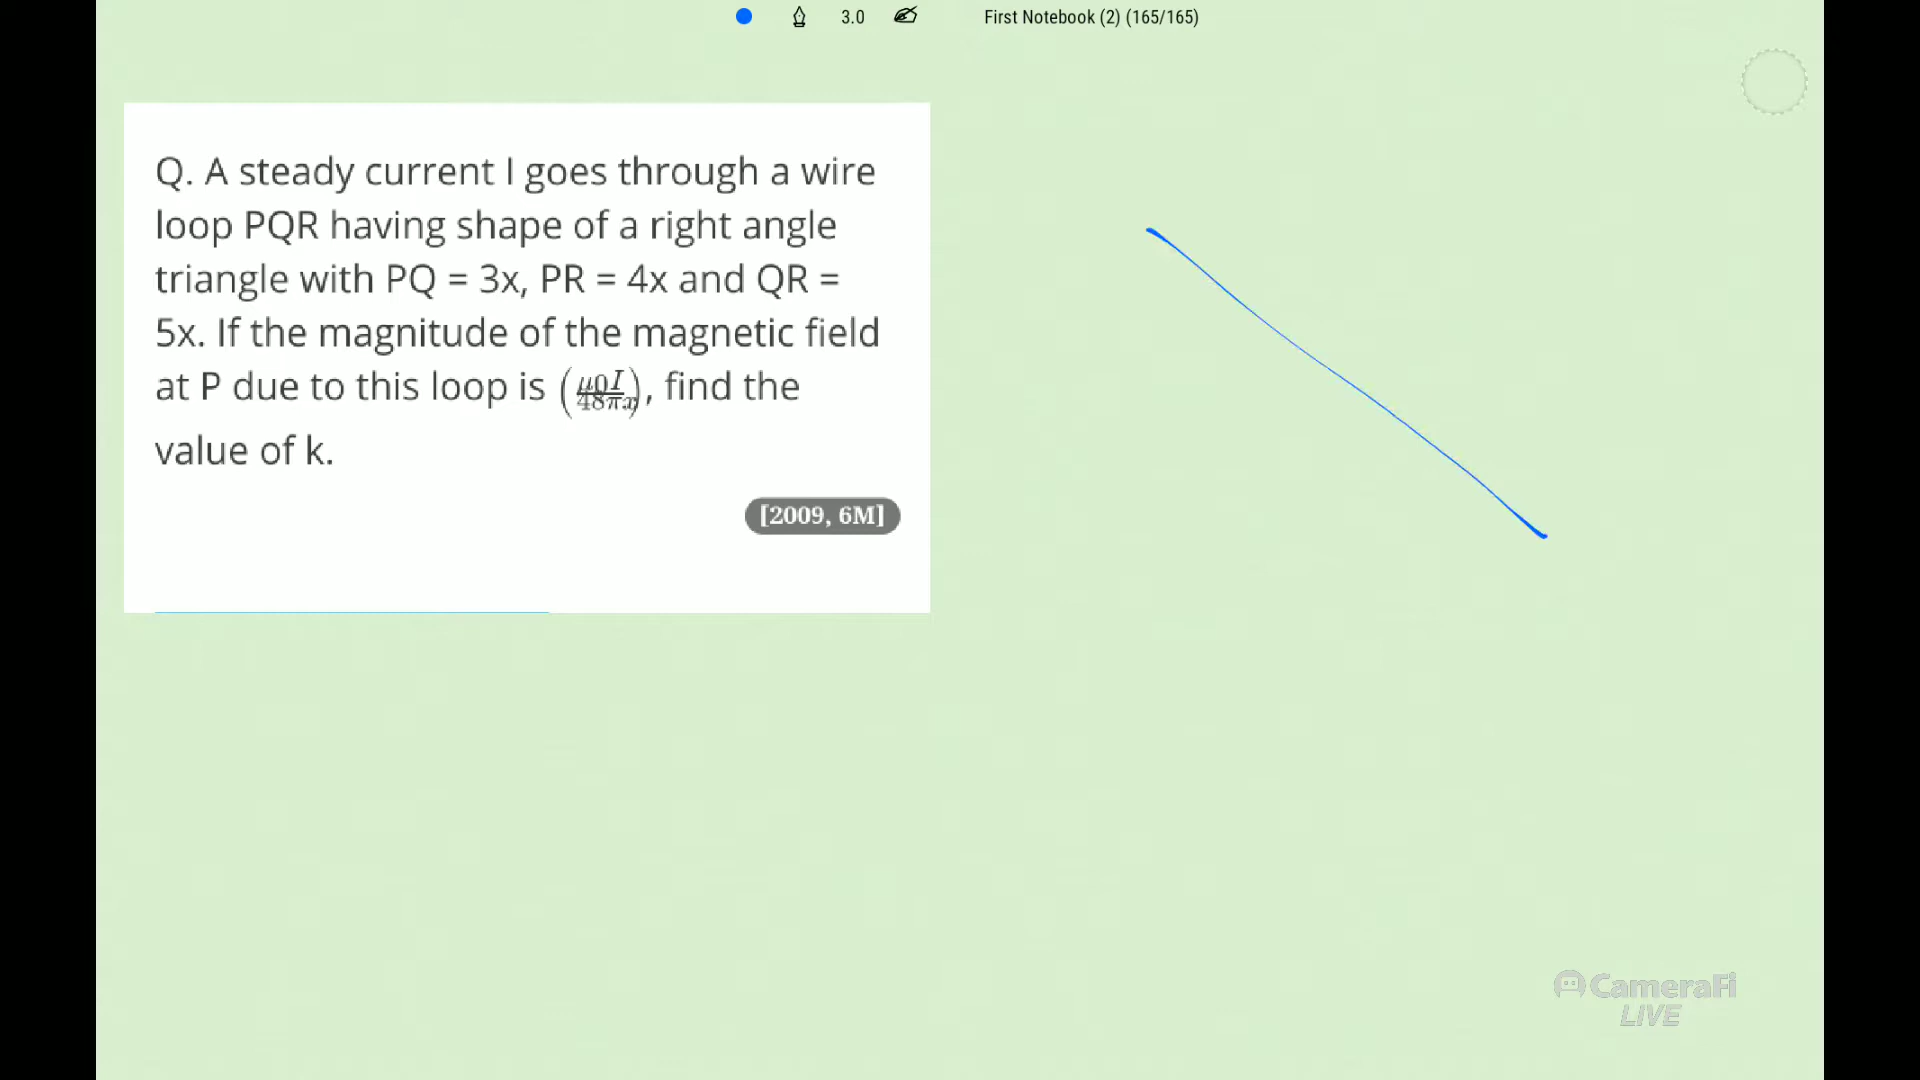 3.0
First Notebook (2) (165/165)
Q. A steady current I goes through a wire
loop PQR having shape of a right angle
triangle with PQ = 3x, PR = 4x and QR =
5x. If the magnitude of the magnetic field
at P due to this loop is (μ0I/48πx), find the
value of k.
[2009, 6M]
CameraFi
LIVE